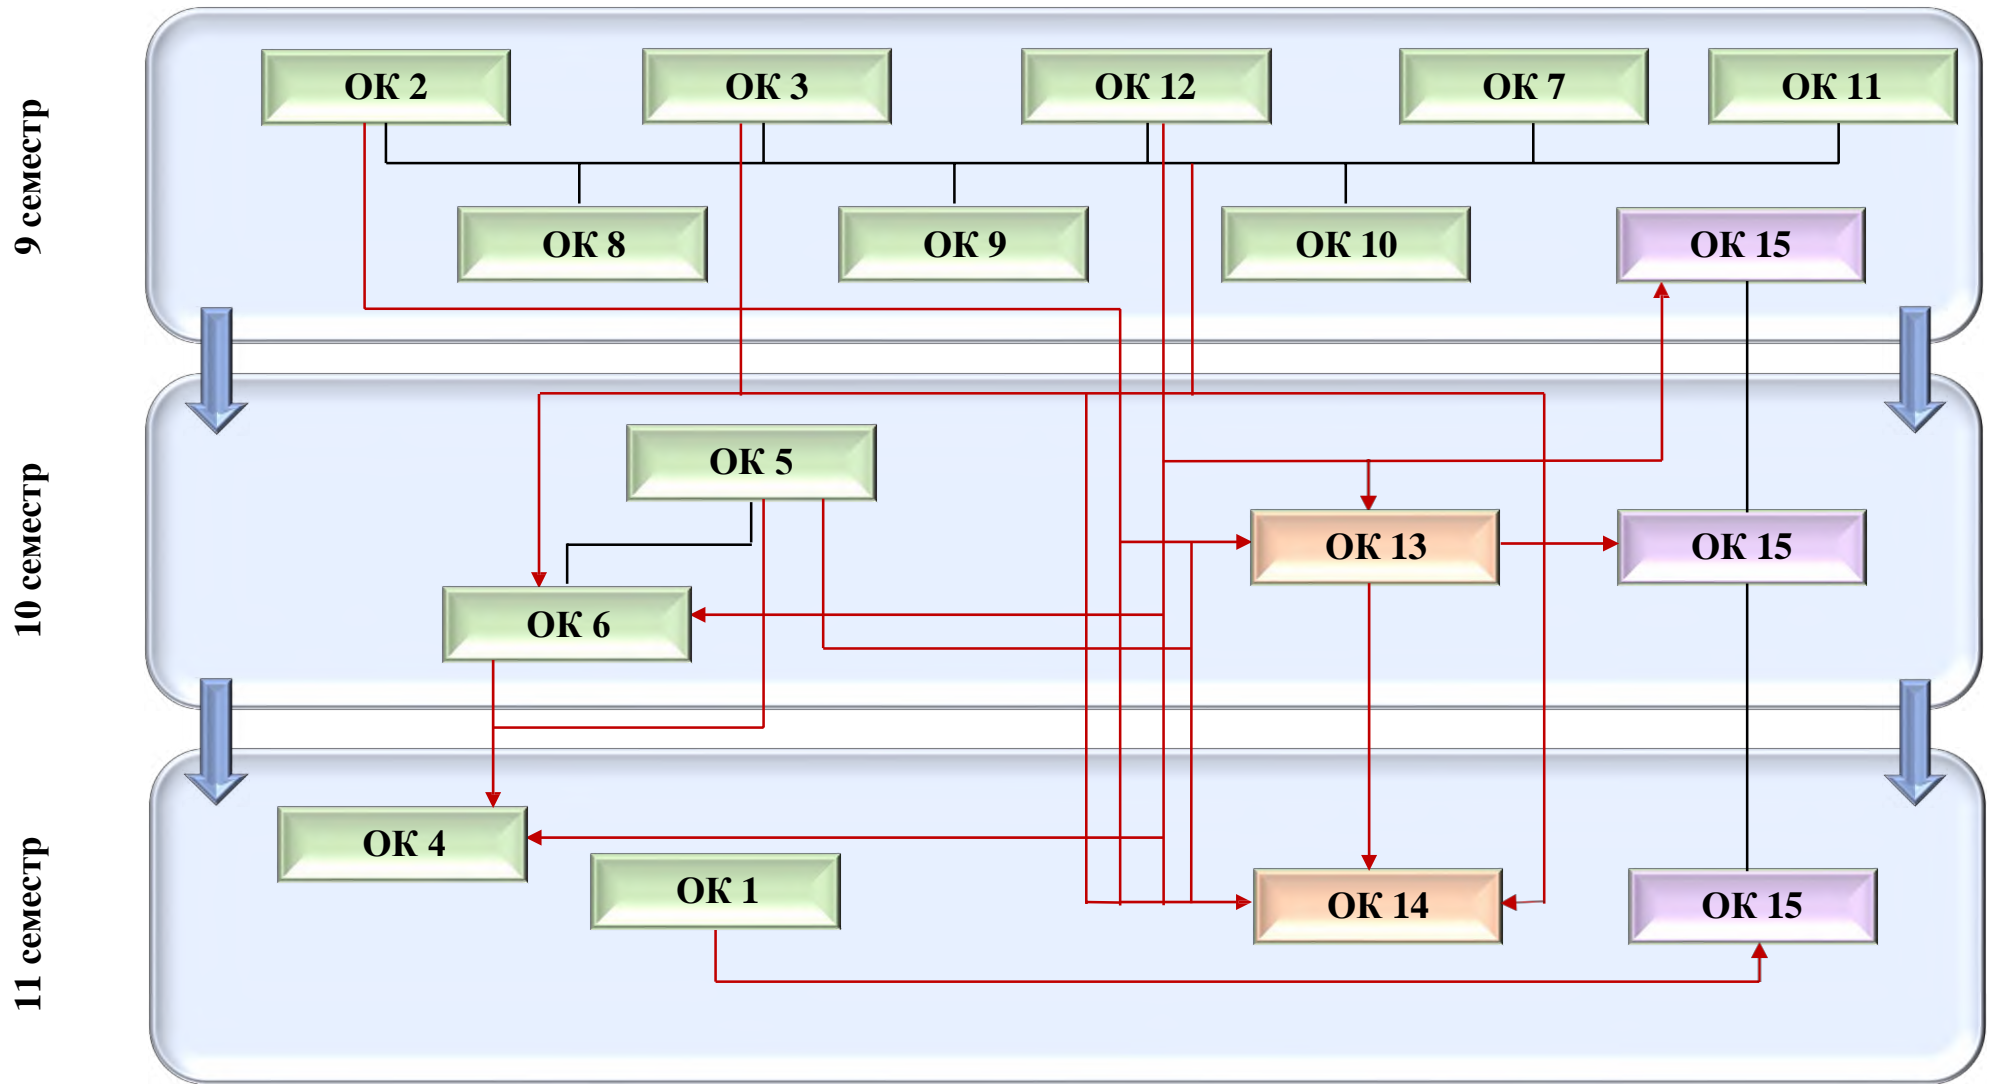 9 семестр
ОК 2
ОК 3
ОК 12
ОК 7
ОК 11
ОК 8
ОК 9
ОК 10
ОК 15
10 семестр
ОК 5
ОК 13
ОК 15
ОК 6
11 семестр
ОК 4
ОК 1
ОК 14
ОК 15